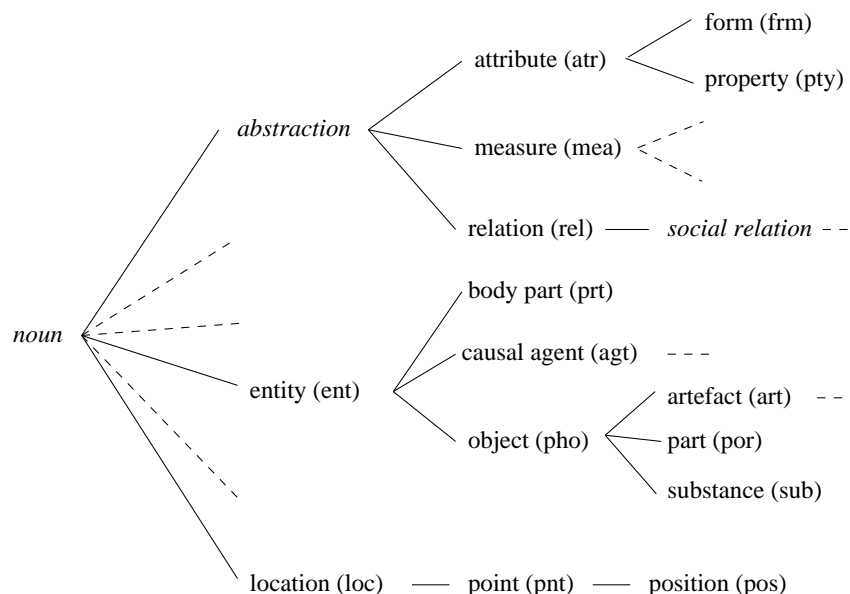 form (frm)
attribute (atr)
property (pty)
abstraction
measure (mea)
relation (rel)
social relation
body part (prt)
noun
causal agent (agt)
entity (ent)
artefact (art)
object (pho)
part (por)
substance (sub)
location (loc)
point (pnt)
position (pos)